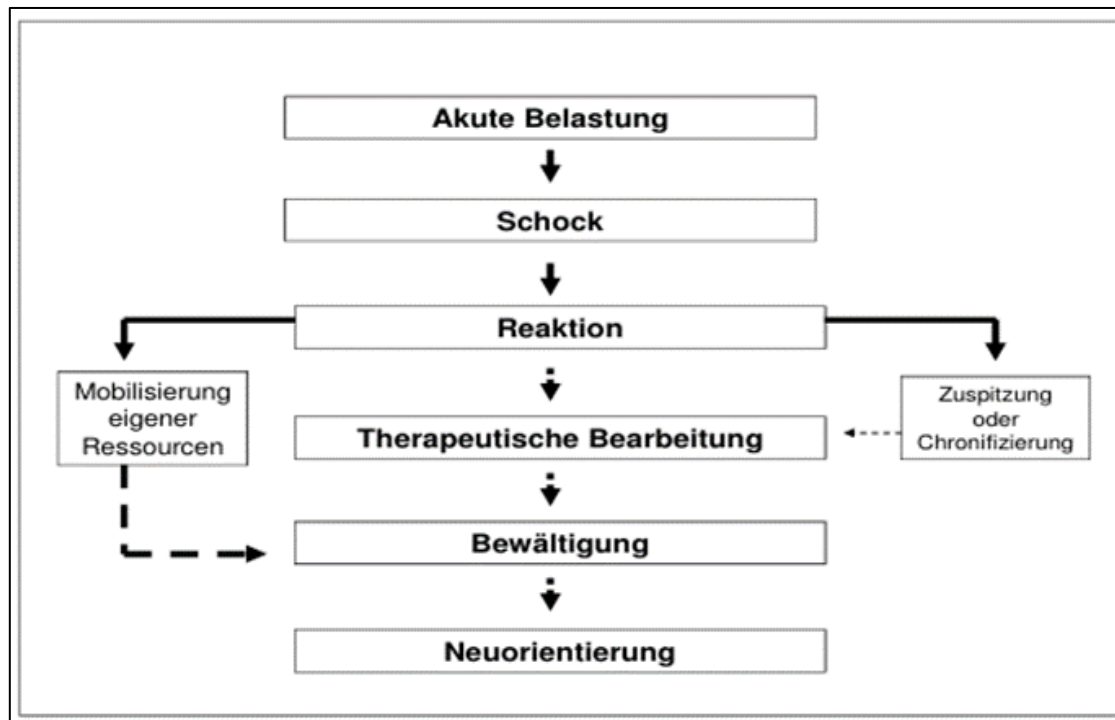 Akute Belastung
Schock
Reaktion
Mobilisierung
eigener
Ressourcen
Zuspitzung
oder
Chronifizierung
Therapeutische Bearbeitung
Bewältigung
Neuorientierung